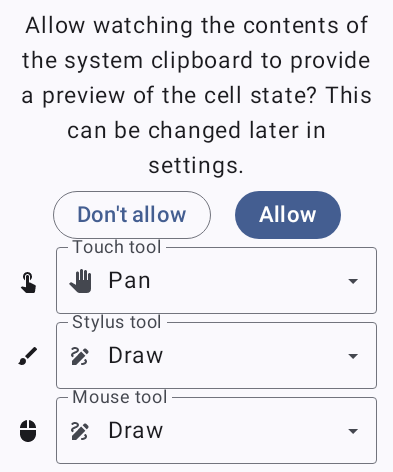 Allow watching the contents of
the system clipboard to provide
a preview of the cell state? This
can be changed later in
settings.
Don't allow
Allow
Touch tool
Pan
Stylus tool
Draw
Mouse tool
Draw